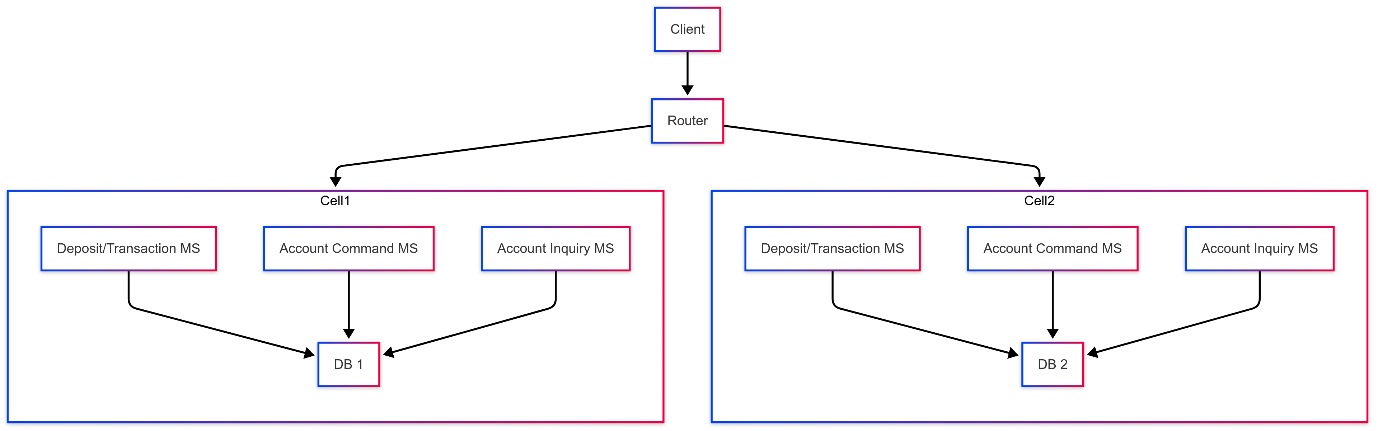 Client
Router
Cell1
Deposit/Transaction MS
Account Command MS
Account Inquiry MS
DB 1
Cell2
Deposit/Transaction MS
Account Command MS
Account Inquiry MS
DB 2